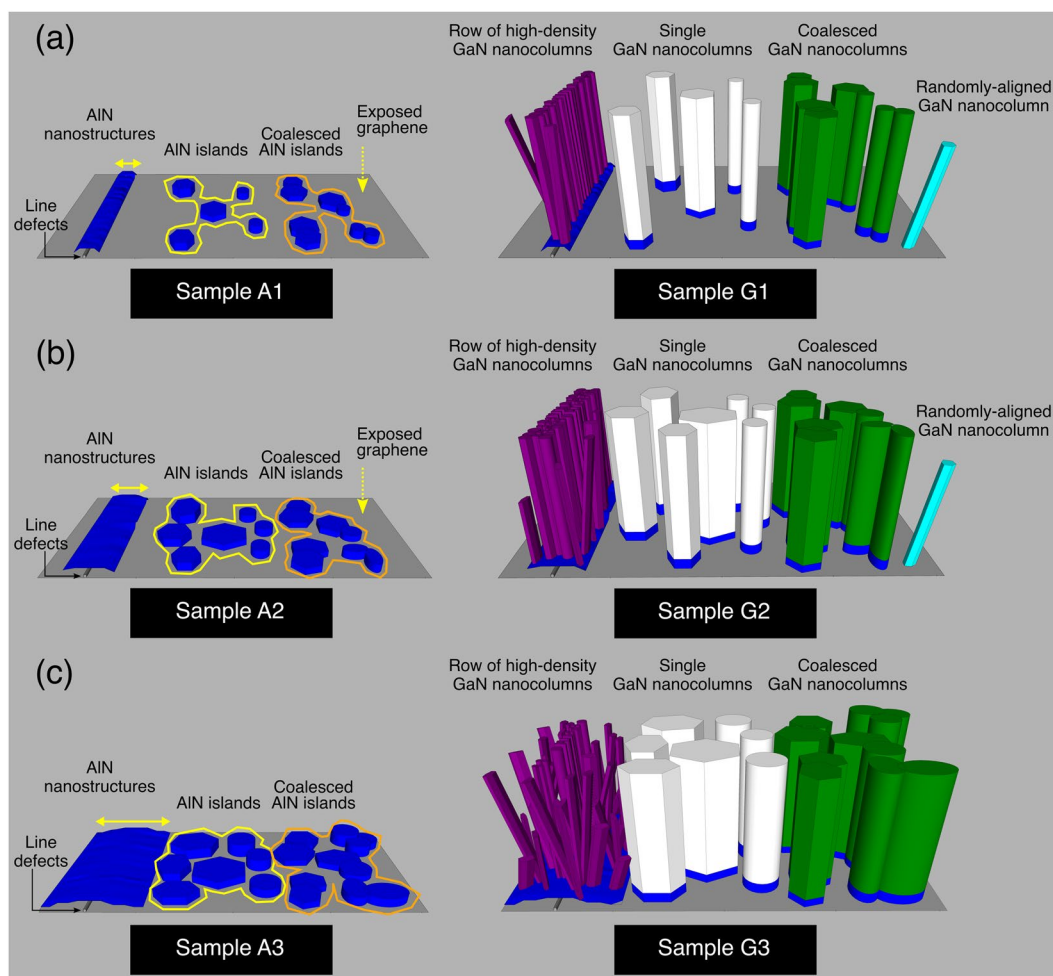 (a)
AlN
nanostructures
AlN islands
Coalesced
AlN islands
Exposed
graphene
Line
defects
Sample A1
Row of high-density
GaN nanocolumns
Single
GaN nanocolumns
Coalesced
GaN nanocolumns
Randomly-aligned
GaN nanocolumn
Sample G1
(b)
AlN
nanostructures
AlN islands
Coalesced
AlN islands
Exposed
graphene
Line
defects
Sample A2
Row of high-density
GaN nanocolumns
Single
GaN nanocolumns
Coalesced
GaN nanocolumns
Randomly-aligned
GaN nanocolumn
Sample G2
(c)
AlN
nanostructures
AlN islands
Coalesced
AlN islands
Line
defects
Sample A3
Row of high-density
GaN nanocolumns
Single
GaN nanocolumns
Coalesced
GaN nanocolumns
Sample G3